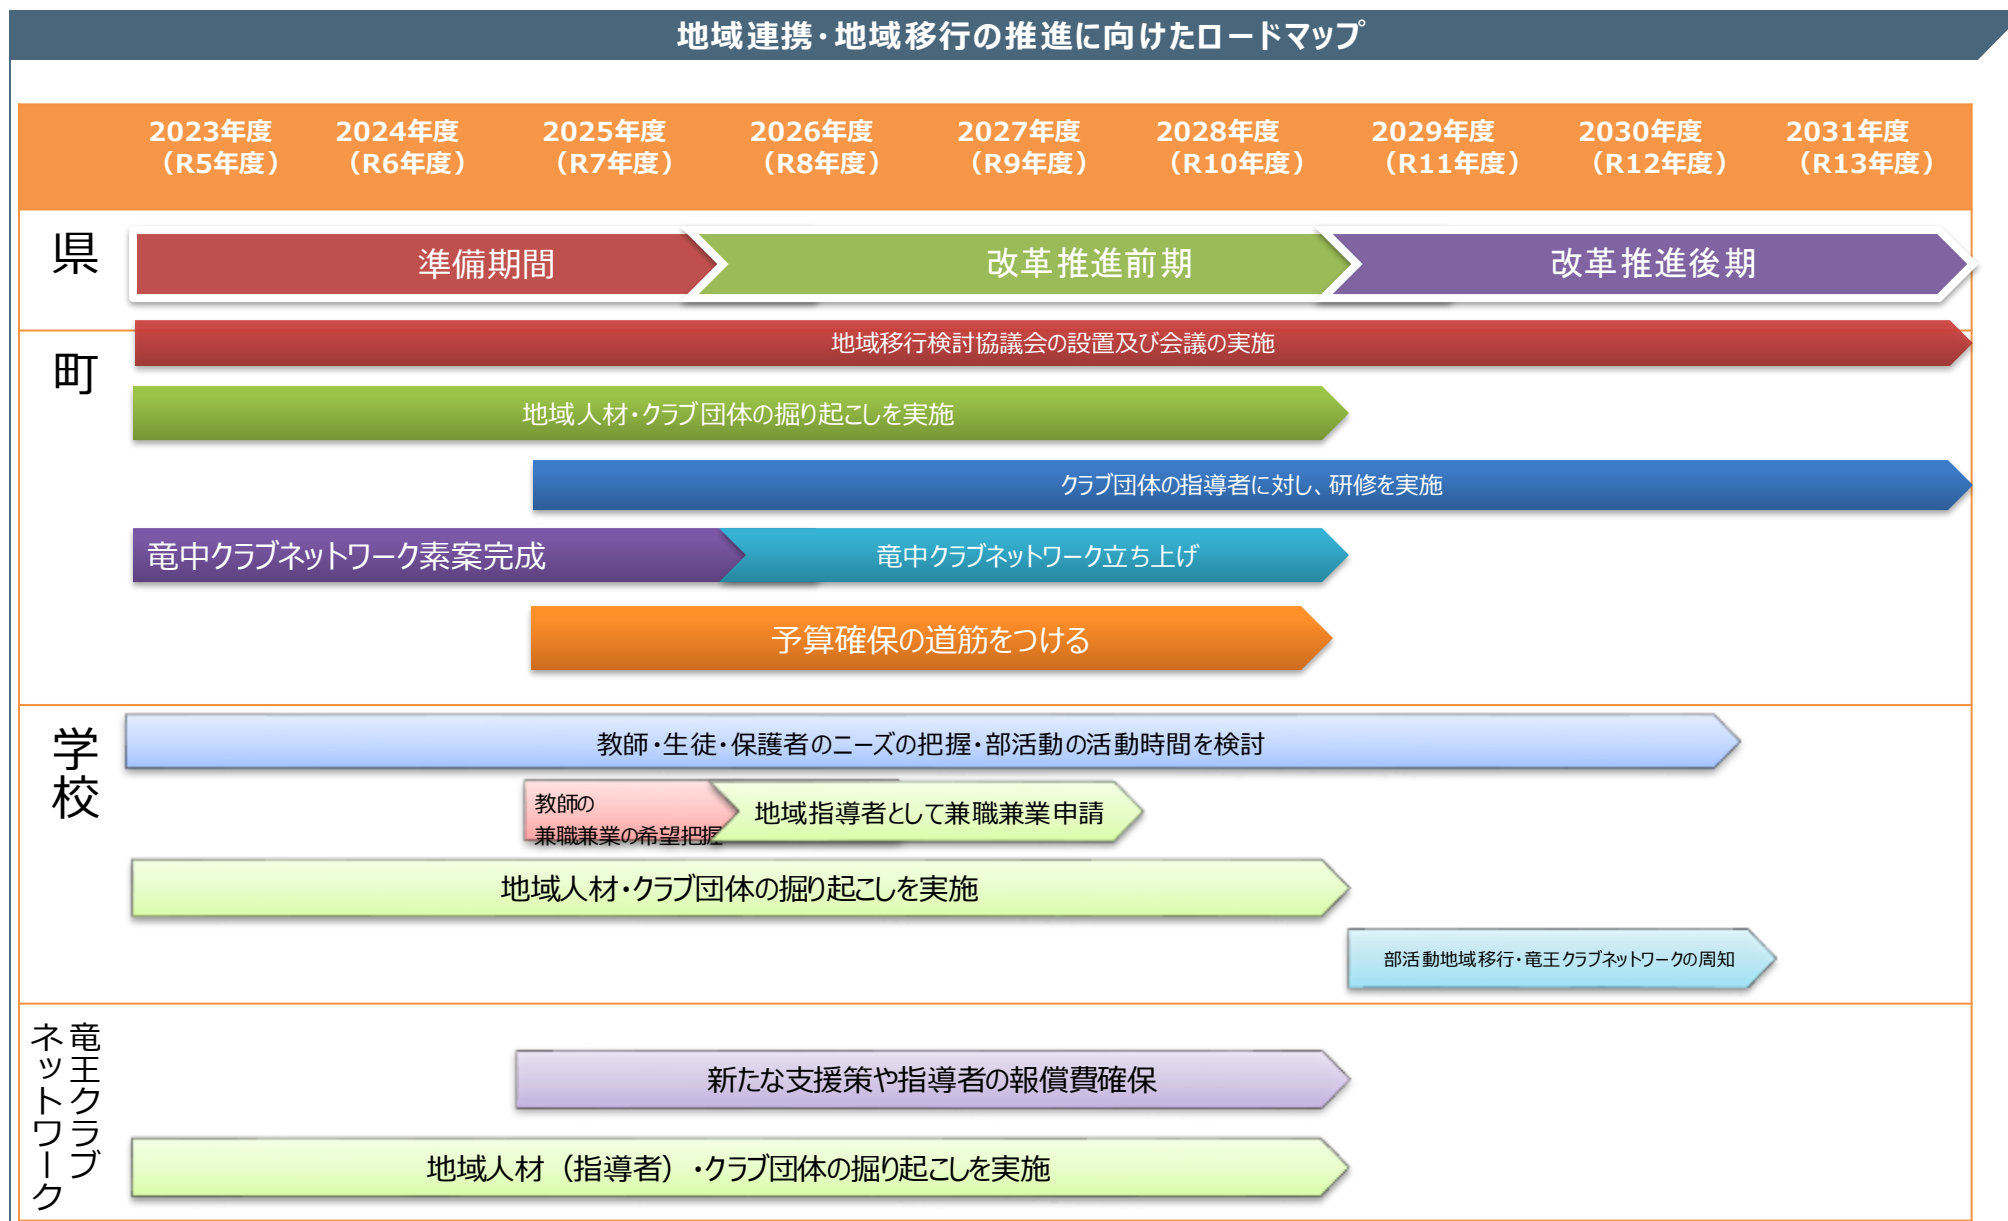 地域連携・地域移行の推進に向けたロードマップ
2023年度 2024年度 2025年度 2026年度 2027年度 2028年度 2029年度 2030年度 2031年度
（R5年度） （R6年度） （R7年度） （R8年度） （R9年度） （R10年度） （R11年度） （R12年度） （R13年度）
県
準備期間 改革推進前期 改革推進後期
町
地域移行検討協議会の設置及び会議の実施
地域人材・クラブ団体の掘り起こしを実施
クラブ団体の指導者に対し、研修を実施
竜中クラブネットワーク素案完成 竜中クラブネットワーク立ち上げ
予算確保の道筋をつける
学校
教師・生徒・保護者のニーズの把握・部活動の活動時間を検討
教師の
兼職兼業の希望把握
地域指導者として兼職兼業申請
地域人材・クラブ団体の掘り起こしを実施
部活動地域移行・竜王クラブネットワークの周知
竜王クラブ
ネットワーク
新たな支援策や指導者の報償費確保
地域人材（指導者）・クラブ団体の掘り起こしを実施